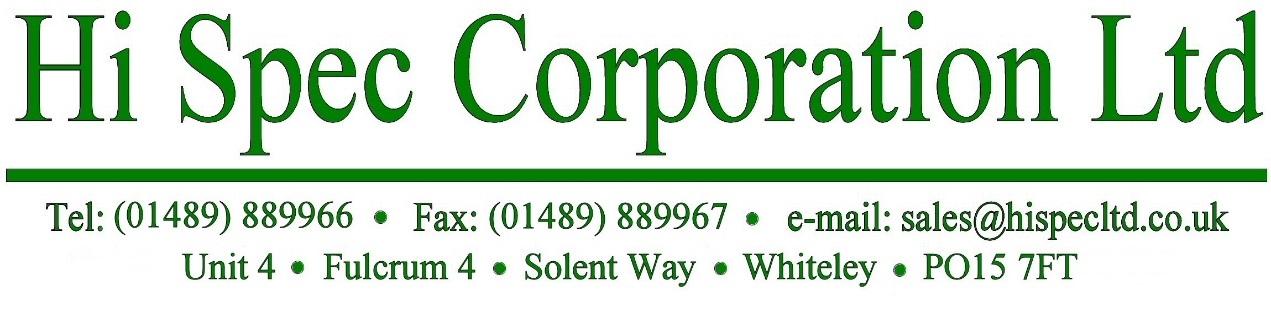 Hi Spec Corporation Ltd
Tel: (01489) 889966 • Fax: (01489) 889967 • e-mail: sales@hispecltd.co.uk
Unit 4 • Fulcrum 4 • Solent Way • Whiteley • PO15 7FT